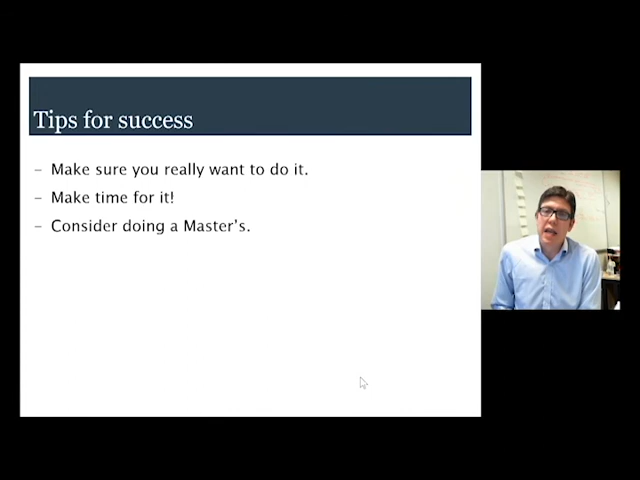 Tips for success
– Make sure you really want to do it.
– Make time for it!
– Consider doing a Master's.